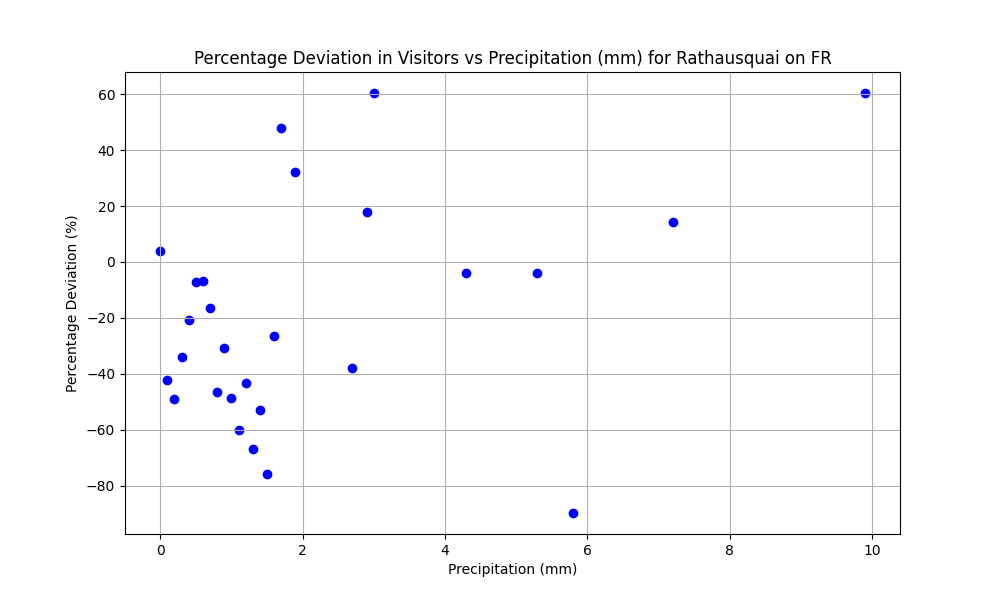 Percentage Deviation in Visitors vs Precipitation (mm) for Rathausquai on FR
60
40
20
0
−20
−40
−60
−80
Percentage Deviation (%)
0 2 4 6 8 10
Precipitation (mm)